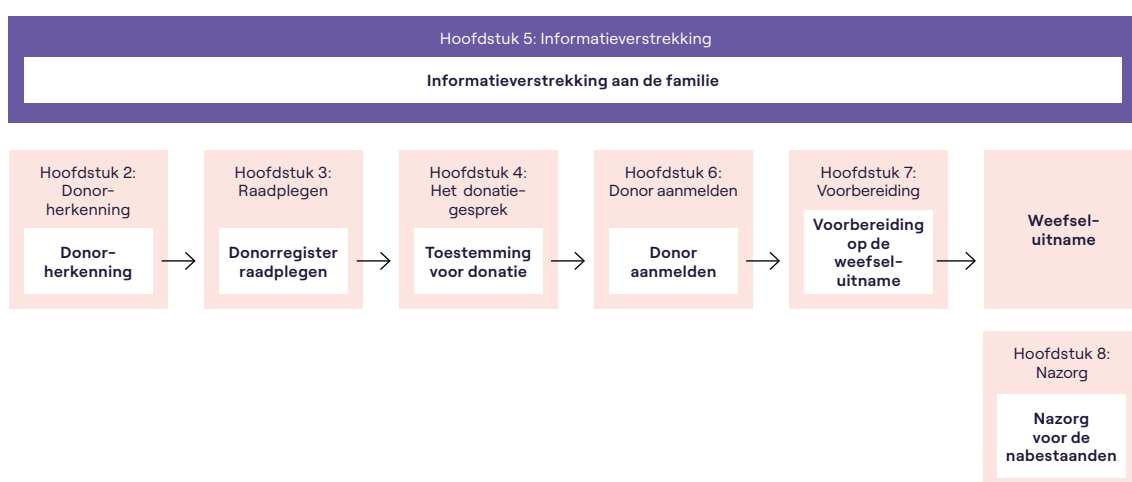 Hoofdstuk 5: Informatieverstrekking
Informatieverstrekking aan de familie
Hoofdstuk 2:
Donor-
herkenning
Donor-
herkenning
Hoofdstuk 3:
Raadplegen
Donorregister
raadplegen
Hoofdstuk 4:
Het donatie-
gesprek
Toestemming
voor donatie
Hoofdstuk 6:
Donor aanmelden
Donor
aanmelden
Hoofdstuk 7:
Voorbereiding
Voorbereiding
op de
weefsel-
uitname
Weefsel-
uitname
Hoofdstuk 8:
Nazorg
Nazorg
voor de
nabestaanden